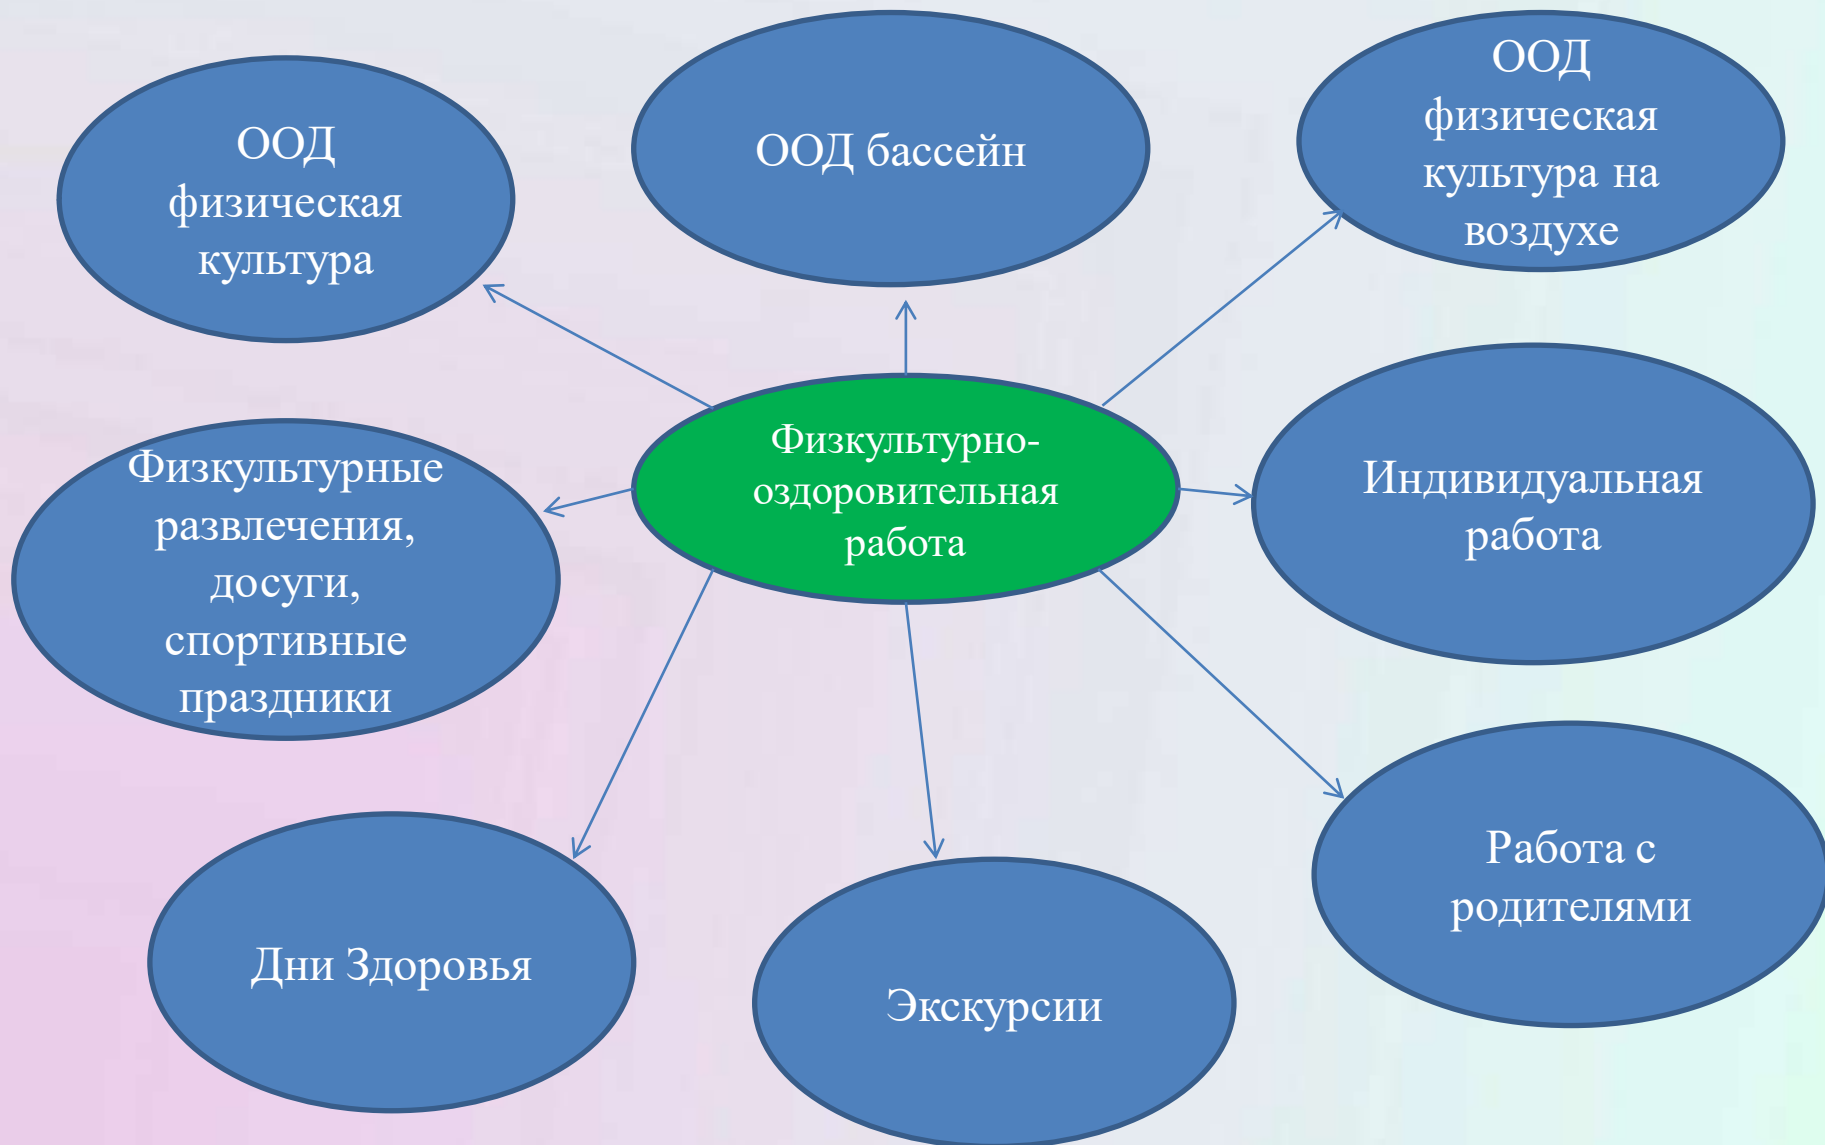 ООД
физическая
культура
ООД бассейн
ООД
физическая
культура на
воздухе
Физкультурные
развлечения,
досуги,
спортивные
праздники
Физкультурно-
оздоровительная
работа
Индивидуальная
работа
Дни Здоровья
Экскурсии
Работа с
родителями